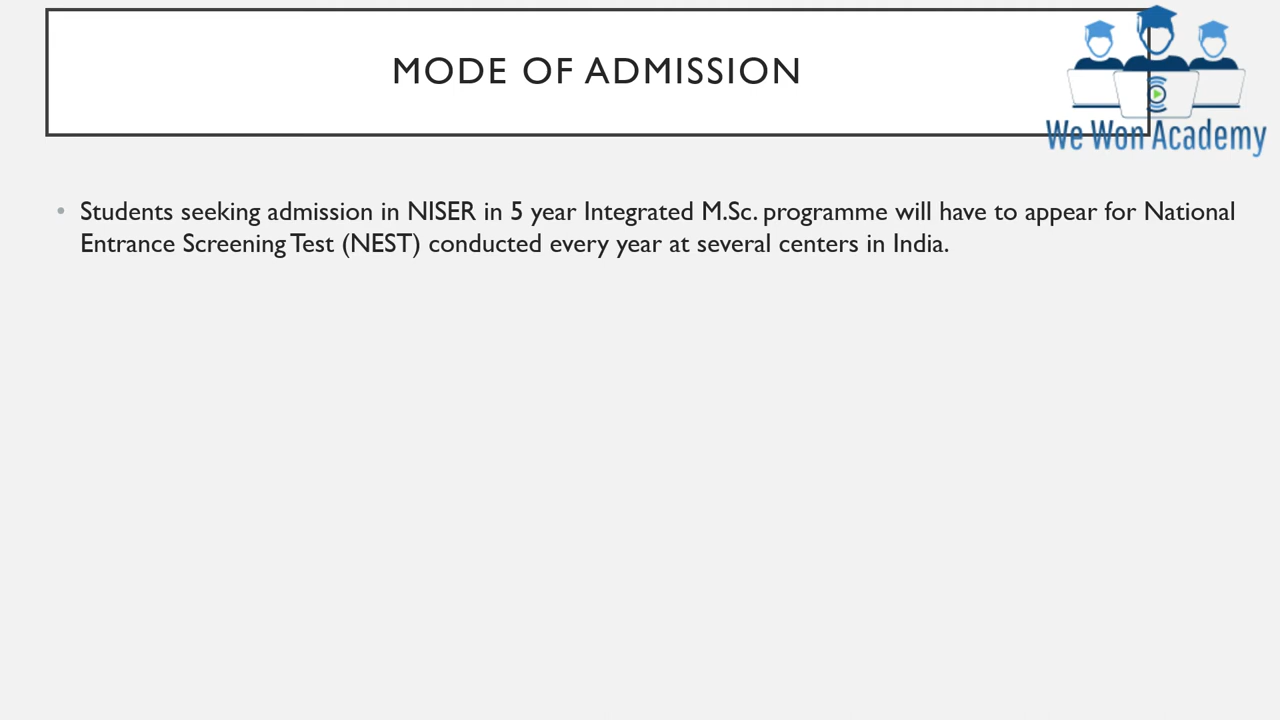 MODE OF ADMISSION
We Won Academy
• Students seeking admission in NISER in 5 year Integrated M.Sc. programme will have to appear for National
Entrance Screening Test (NEST) conducted every year at several centers in India.